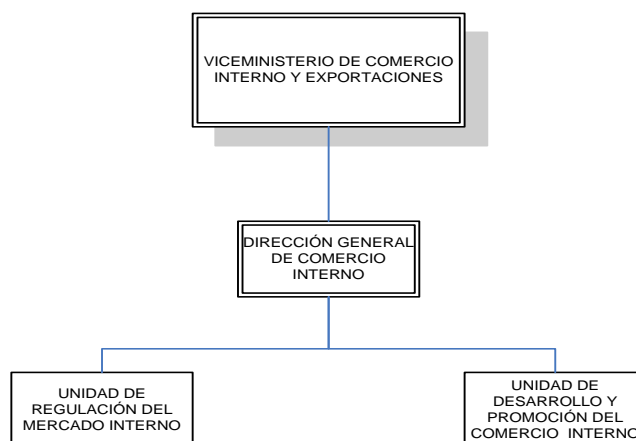 VICEMINISTERIO DE COMERCIO
INTERNO Y EXPORTACIONES
DIRECCIÓN GENERAL
DE COMERCIO
INTERNO
UNIDAD DE
REGULACIÓN DEL
MERCADO INTERNO
UNIDAD DE
DESARROLLO Y
PROMOCIÓN DEL
COMERCIO INTERNO